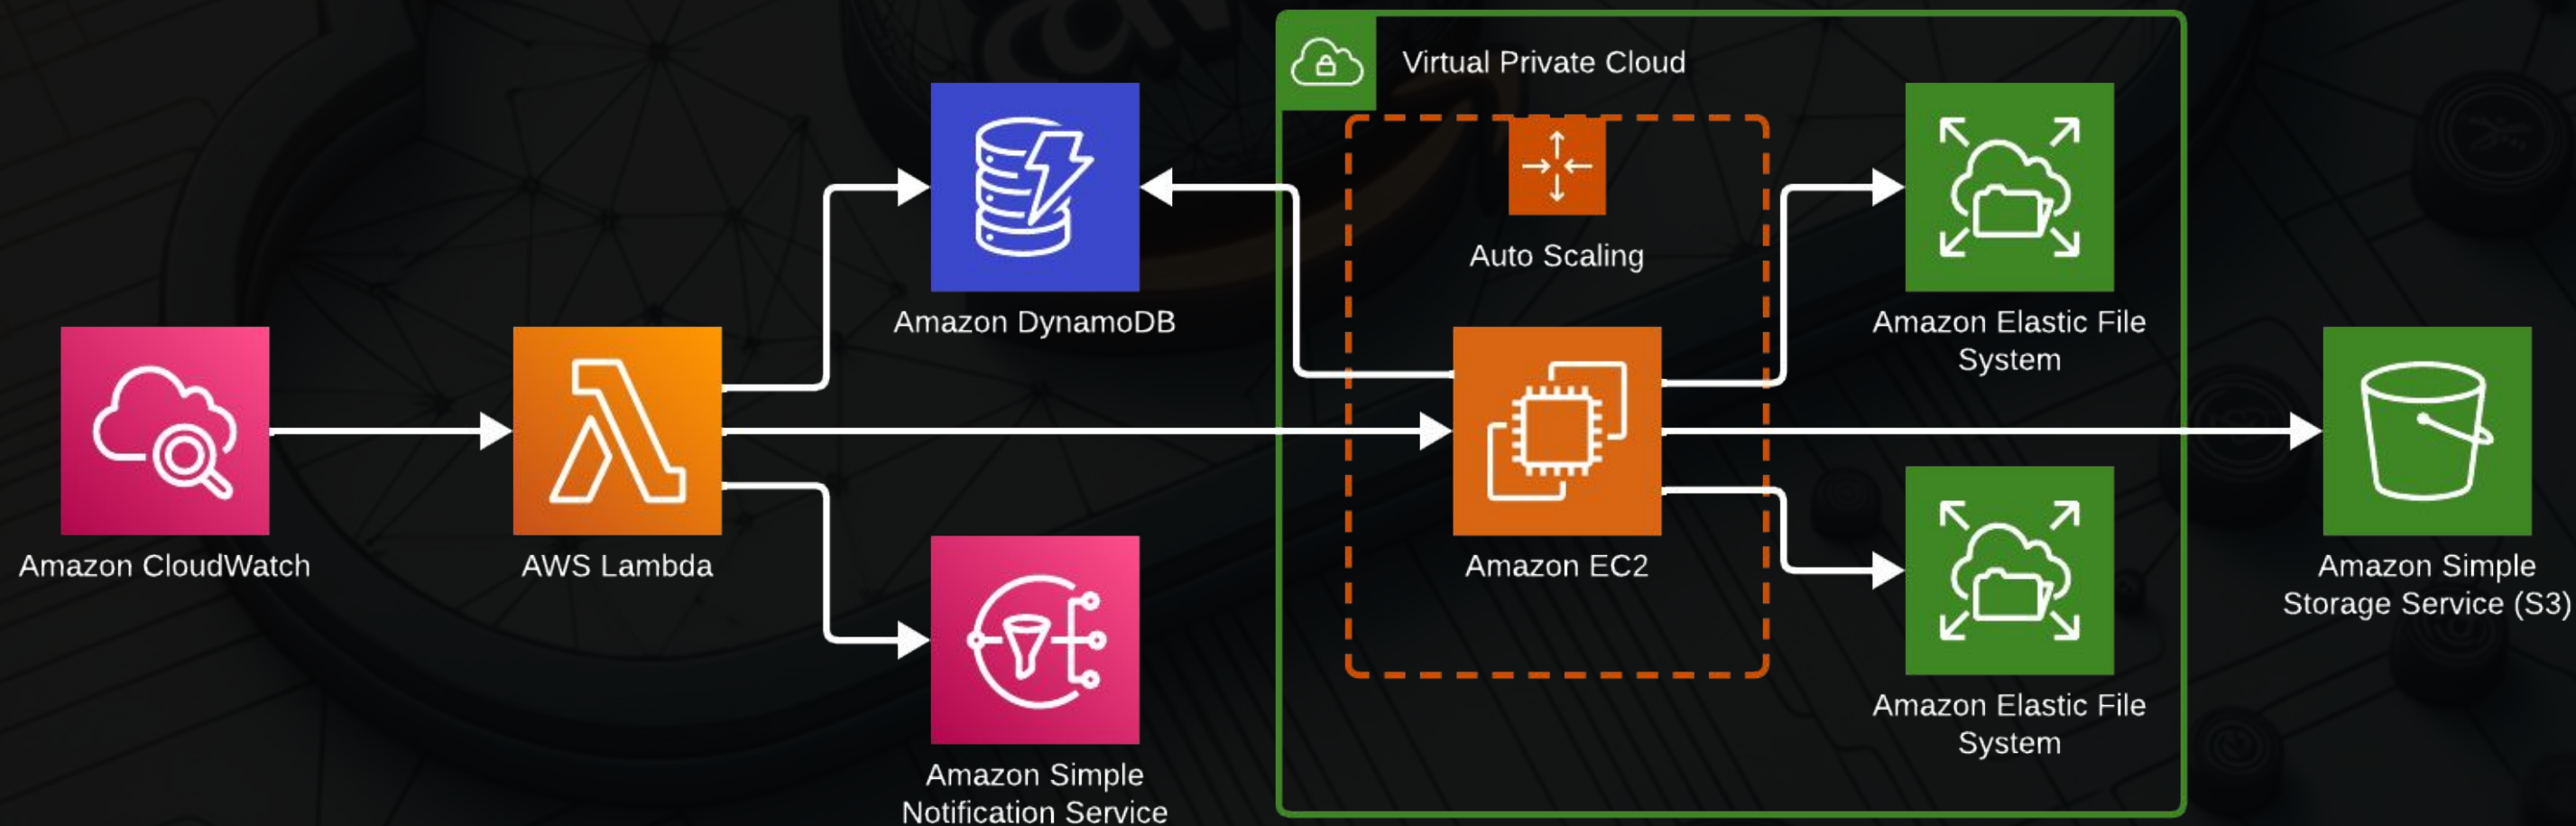 Virtual Private Cloud
Auto Scaling
Amazon DynamoDB
Amazon Elastic File
System
Amazon CloudWatch
AWS Lambda
Amazon EC2
Amazon Simple
Storage Service (S3)
Amazon Elastic File
System
Amazon Simple
Notification Service